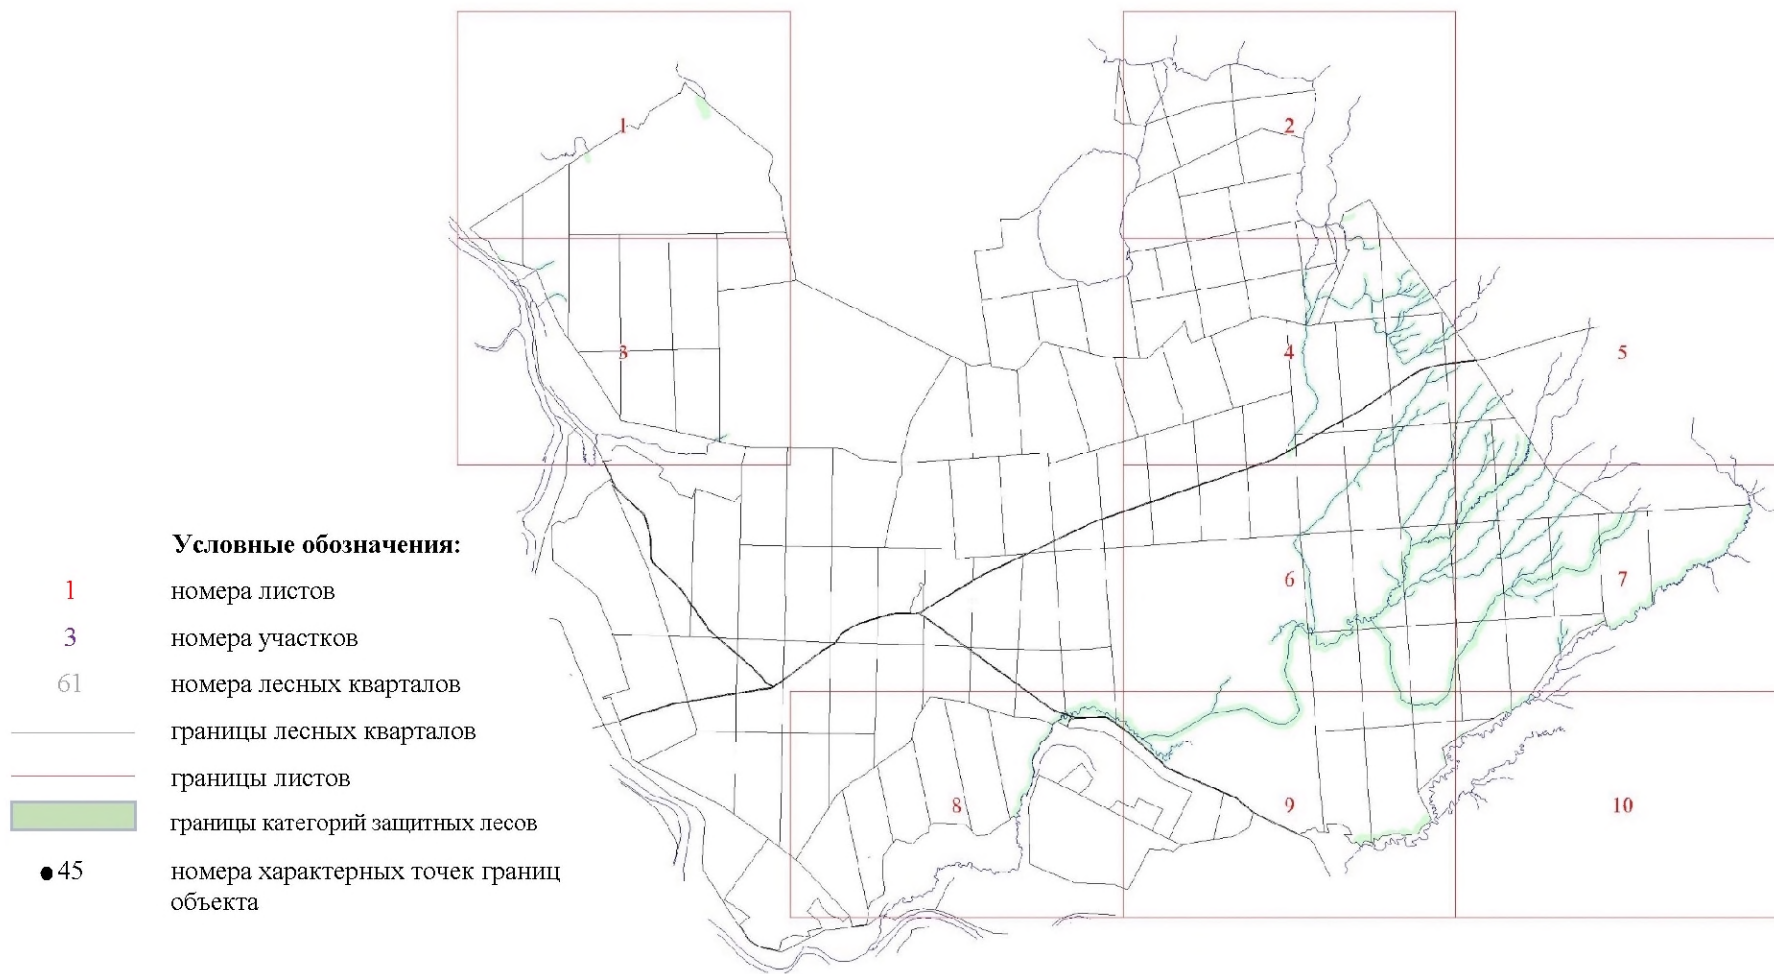 1
2
3
4
5
Условные обозначения:
1 номера листов
3 номера участков
61 номера лесных кварталов
границы лесных кварталов
границы листов
границы категорий защитных лесов
45 номера характерных точек границ
объекта
6
7
8
9
10